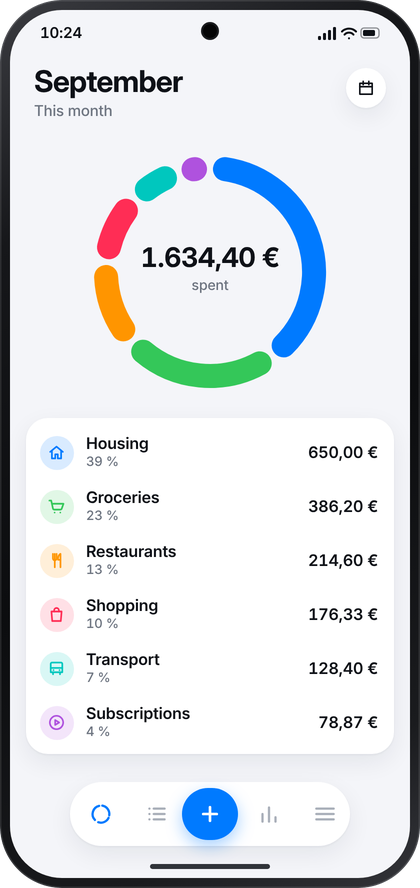 10:24
September
This month
1.634,40 €
spent
Housing
39 %
650,00 €
Groceries
23 %
386,20 €
Restaurants
13 %
214,60 €
Shopping
10 %
176,33 €
Transport
7 %
128,40 €
Subscriptions
4 %
78,87 €